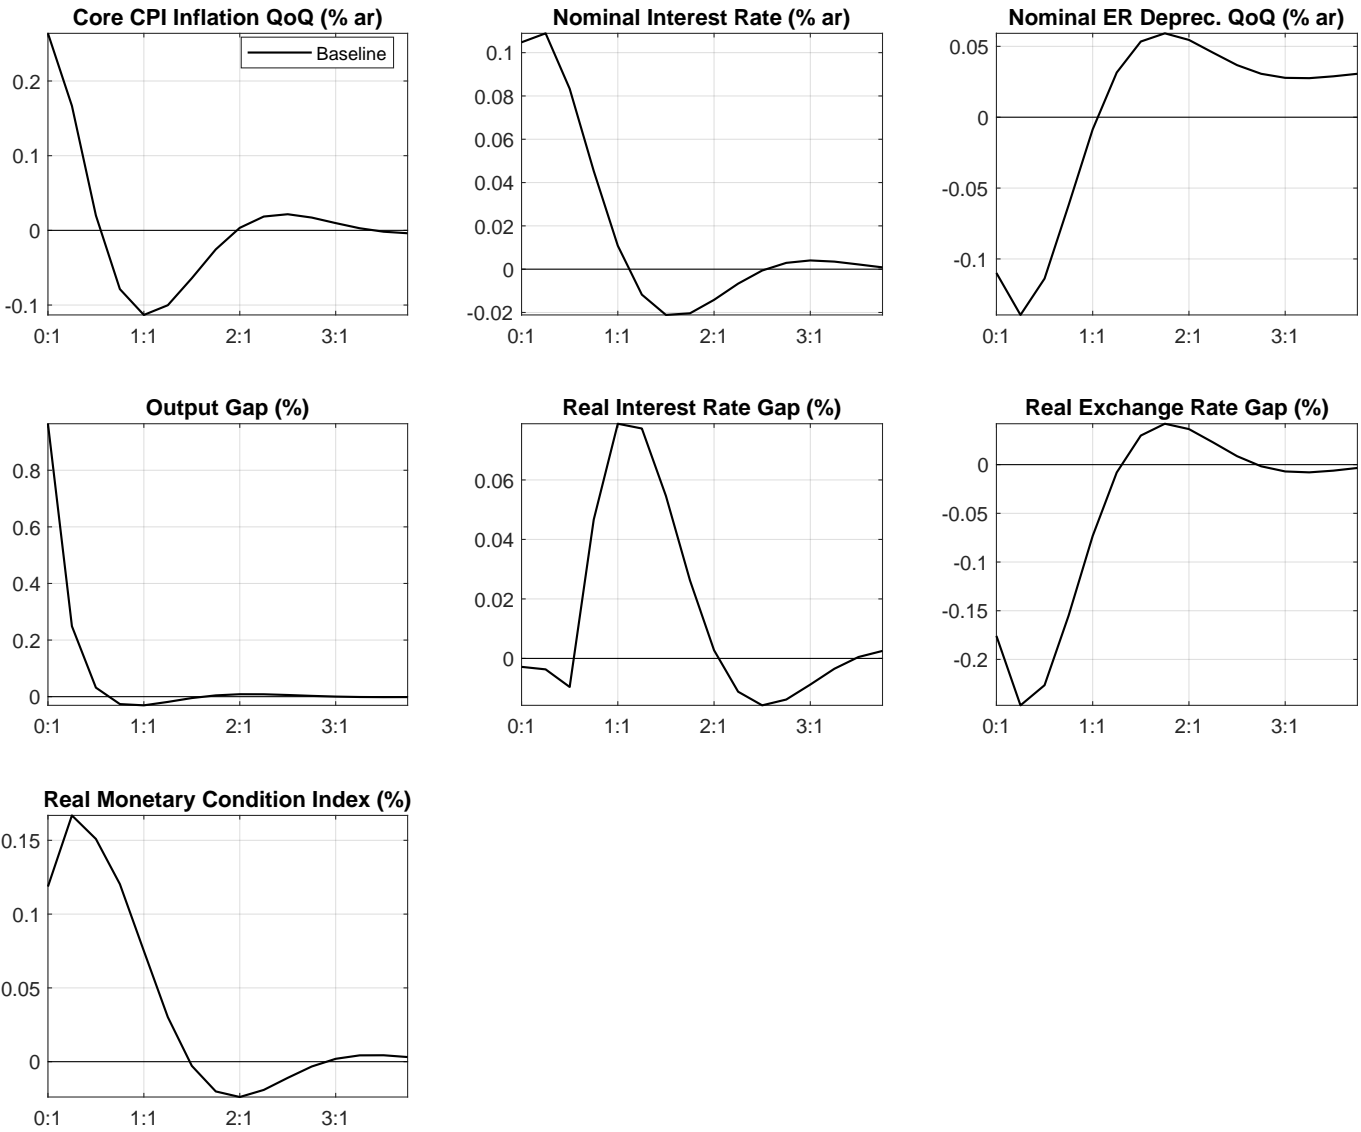 Core CPI Inflation QoQ (% ar)
Baseline
0.2
0.1
0
-0.1
0:1 1:1 2:1 3:1
Nominal Interest Rate (% ar)
0.1
0.08
0.06
0.04
0.02
0
-0.02
0:1 1:1 2:1 3:1
Nominal ER Deprec. QoQ (% ar)
0.05
0
-0.05
-0.1
0:1 1:1 2:1 3:1
Output Gap (%)
0.8
0.6
0.4
0.2
0
0:1 1:1 2:1 3:1
Real Interest Rate Gap (%)
0.06
0.04
0.02
0
0:1 1:1 2:1 3:1
Real Exchange Rate Gap (%)
0
-0.05
-0.1
-0.15
-0.2
0:1 1:1 2:1 3:1
Real Monetary Condition Index (%)
0.15
0.1
0.05
0
0:1 1:1 2:1 3:1